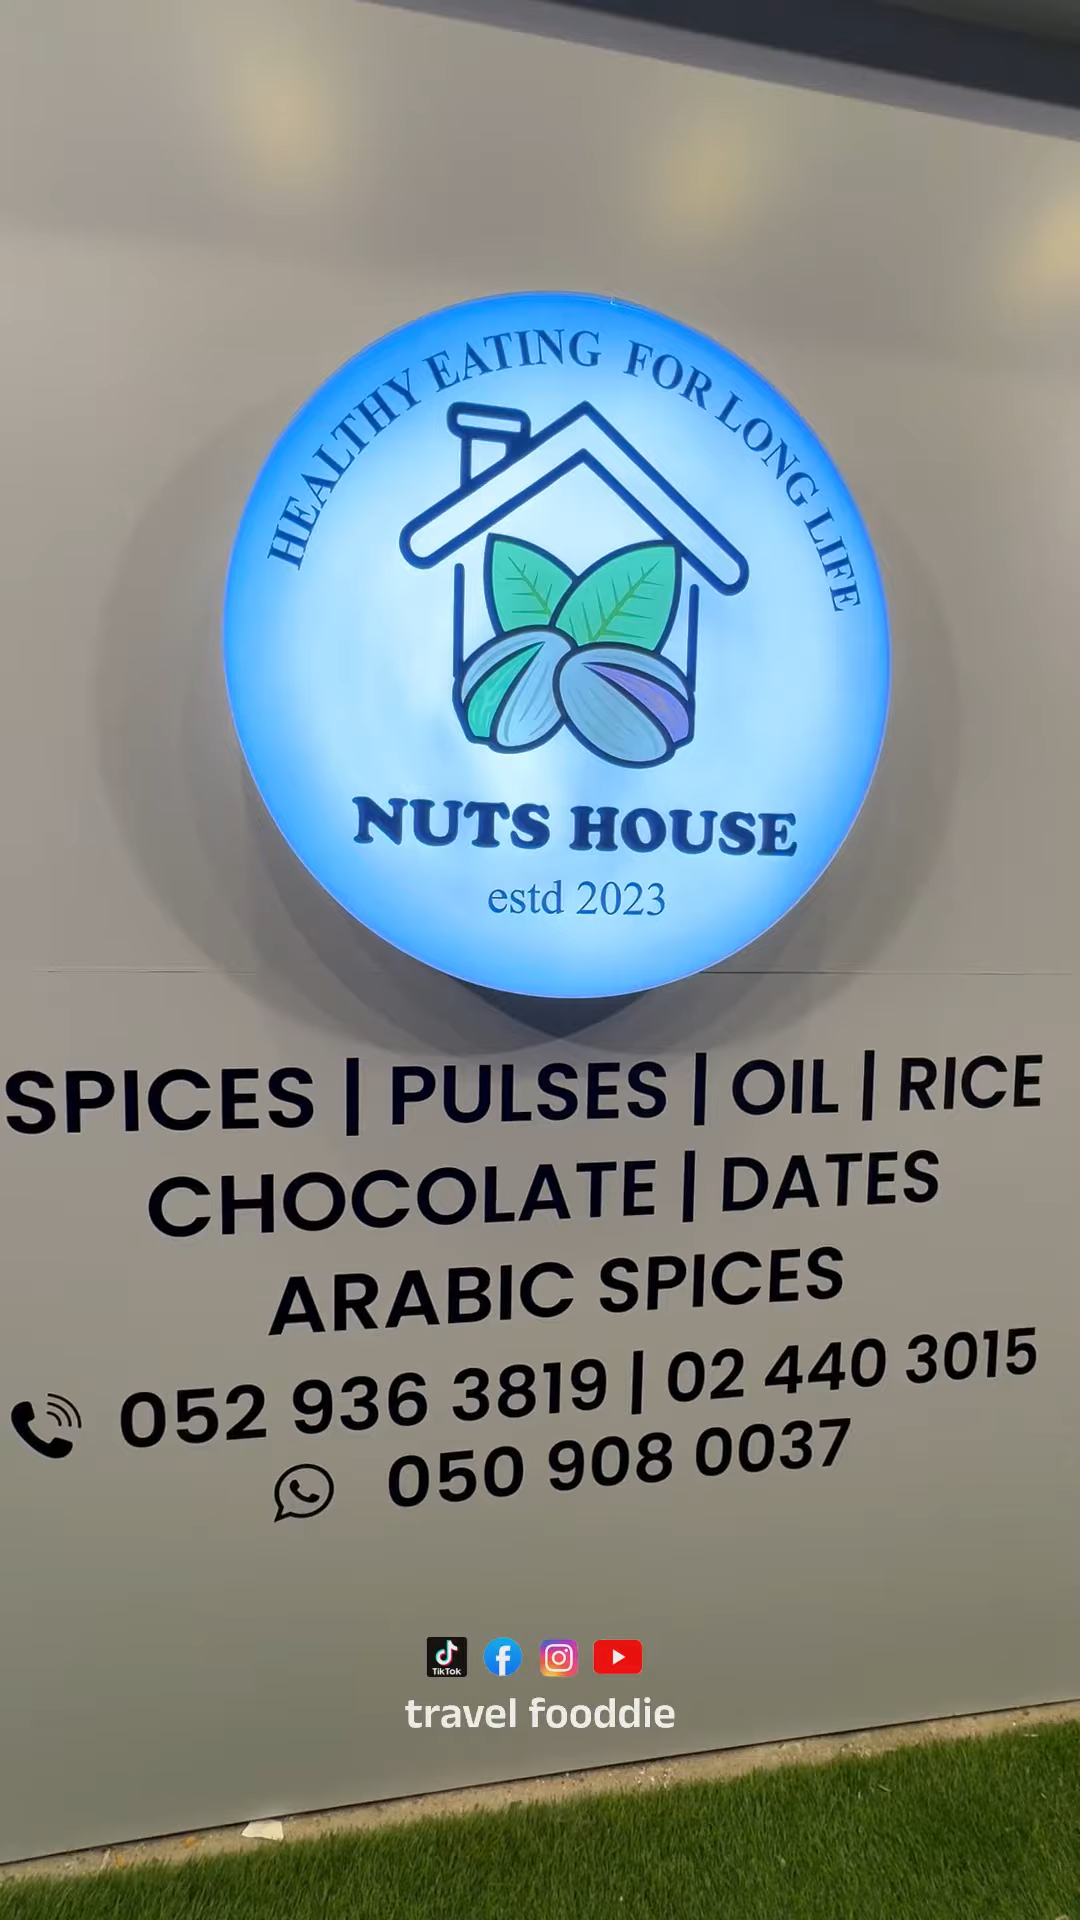 HEALTHY EATING FOR LONG LIFE
NUTS HOUSE
estd 2023
SPICES | PULSES | OIL | RICE
CHOCOLATE | DATES
ARABIC SPICES
052 936 3819 | 02 440 3015
050 908 0037
TikTok
travel fooddie